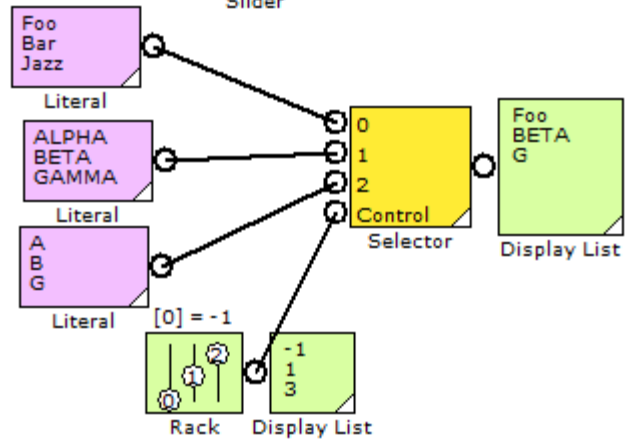 Slider
Foo
Bar
Jazz
Literal
ALPHA
BETA
GAMMA
Literal
A
B
G
Literal
0
1
2
Control
Selector
Foo
BETA
G
Display List
[0] = -1
0
1
2
Rack
-1
1
3
Display List